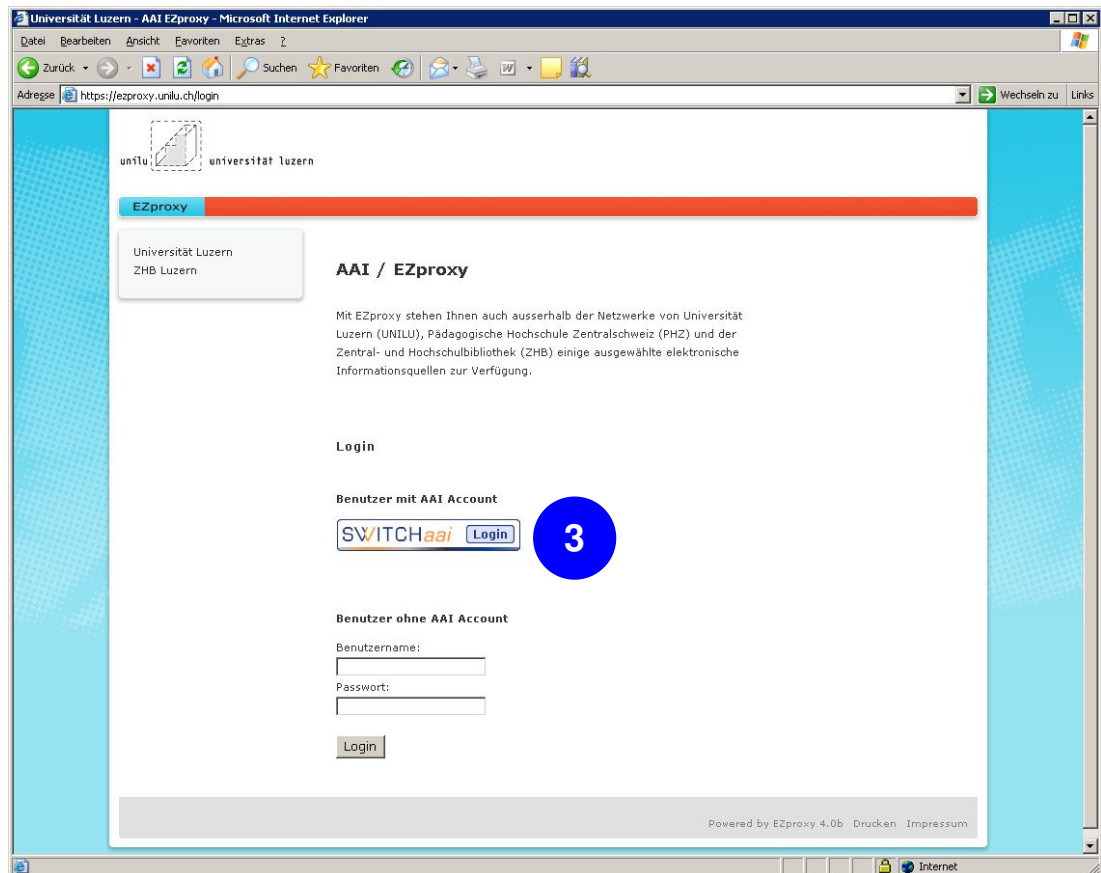 Universität Luzern - AAI EZproxy - Microsoft Internet Explorer
Datei Bearbeiten Ansicht Favoriten Extras ?
Zurück Suchen Favoriten
Adresse https://ezproxy.unilu.ch/login Wechseln zu Links
unilu universität luzern
EZproxy
Universität Luzern
ZHB Luzern
AAI / EZproxy
Mit EZproxy stehen Ihnen auch ausserhalb der Netzwerke von Universität
Luzern (UNILU), Pädagogische Hochschule Zentralschweiz (PHZ) und der
Zentral- und Hochschulbibliothek (ZHB) einige ausgewählte elektronische
Informationsquellen zur Verfügung.
Login
Benutzer mit AAI Account
SWITCHaai Login
3
Benutzer ohne AAI Account
Benutzername:
Passwort:
Login
Powered by EZproxy 4.0b Drucken Impressum
Internet